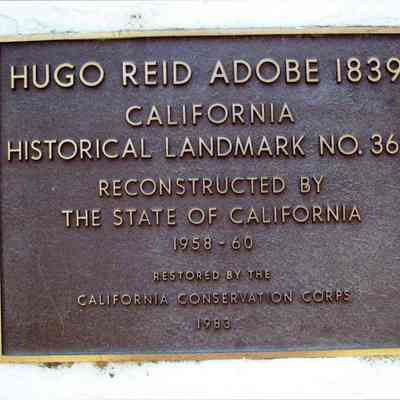 HUGO REID ADOBE 1839
CALIFORNIA
HISTORICAL LANDMARK NO. 36
RECONSTRUCTED BY
THE STATE OF CALIFORNIA
1958 - 60
RESTORED BY THE
CALIFORNIA CONSERVATION CORPS
1983